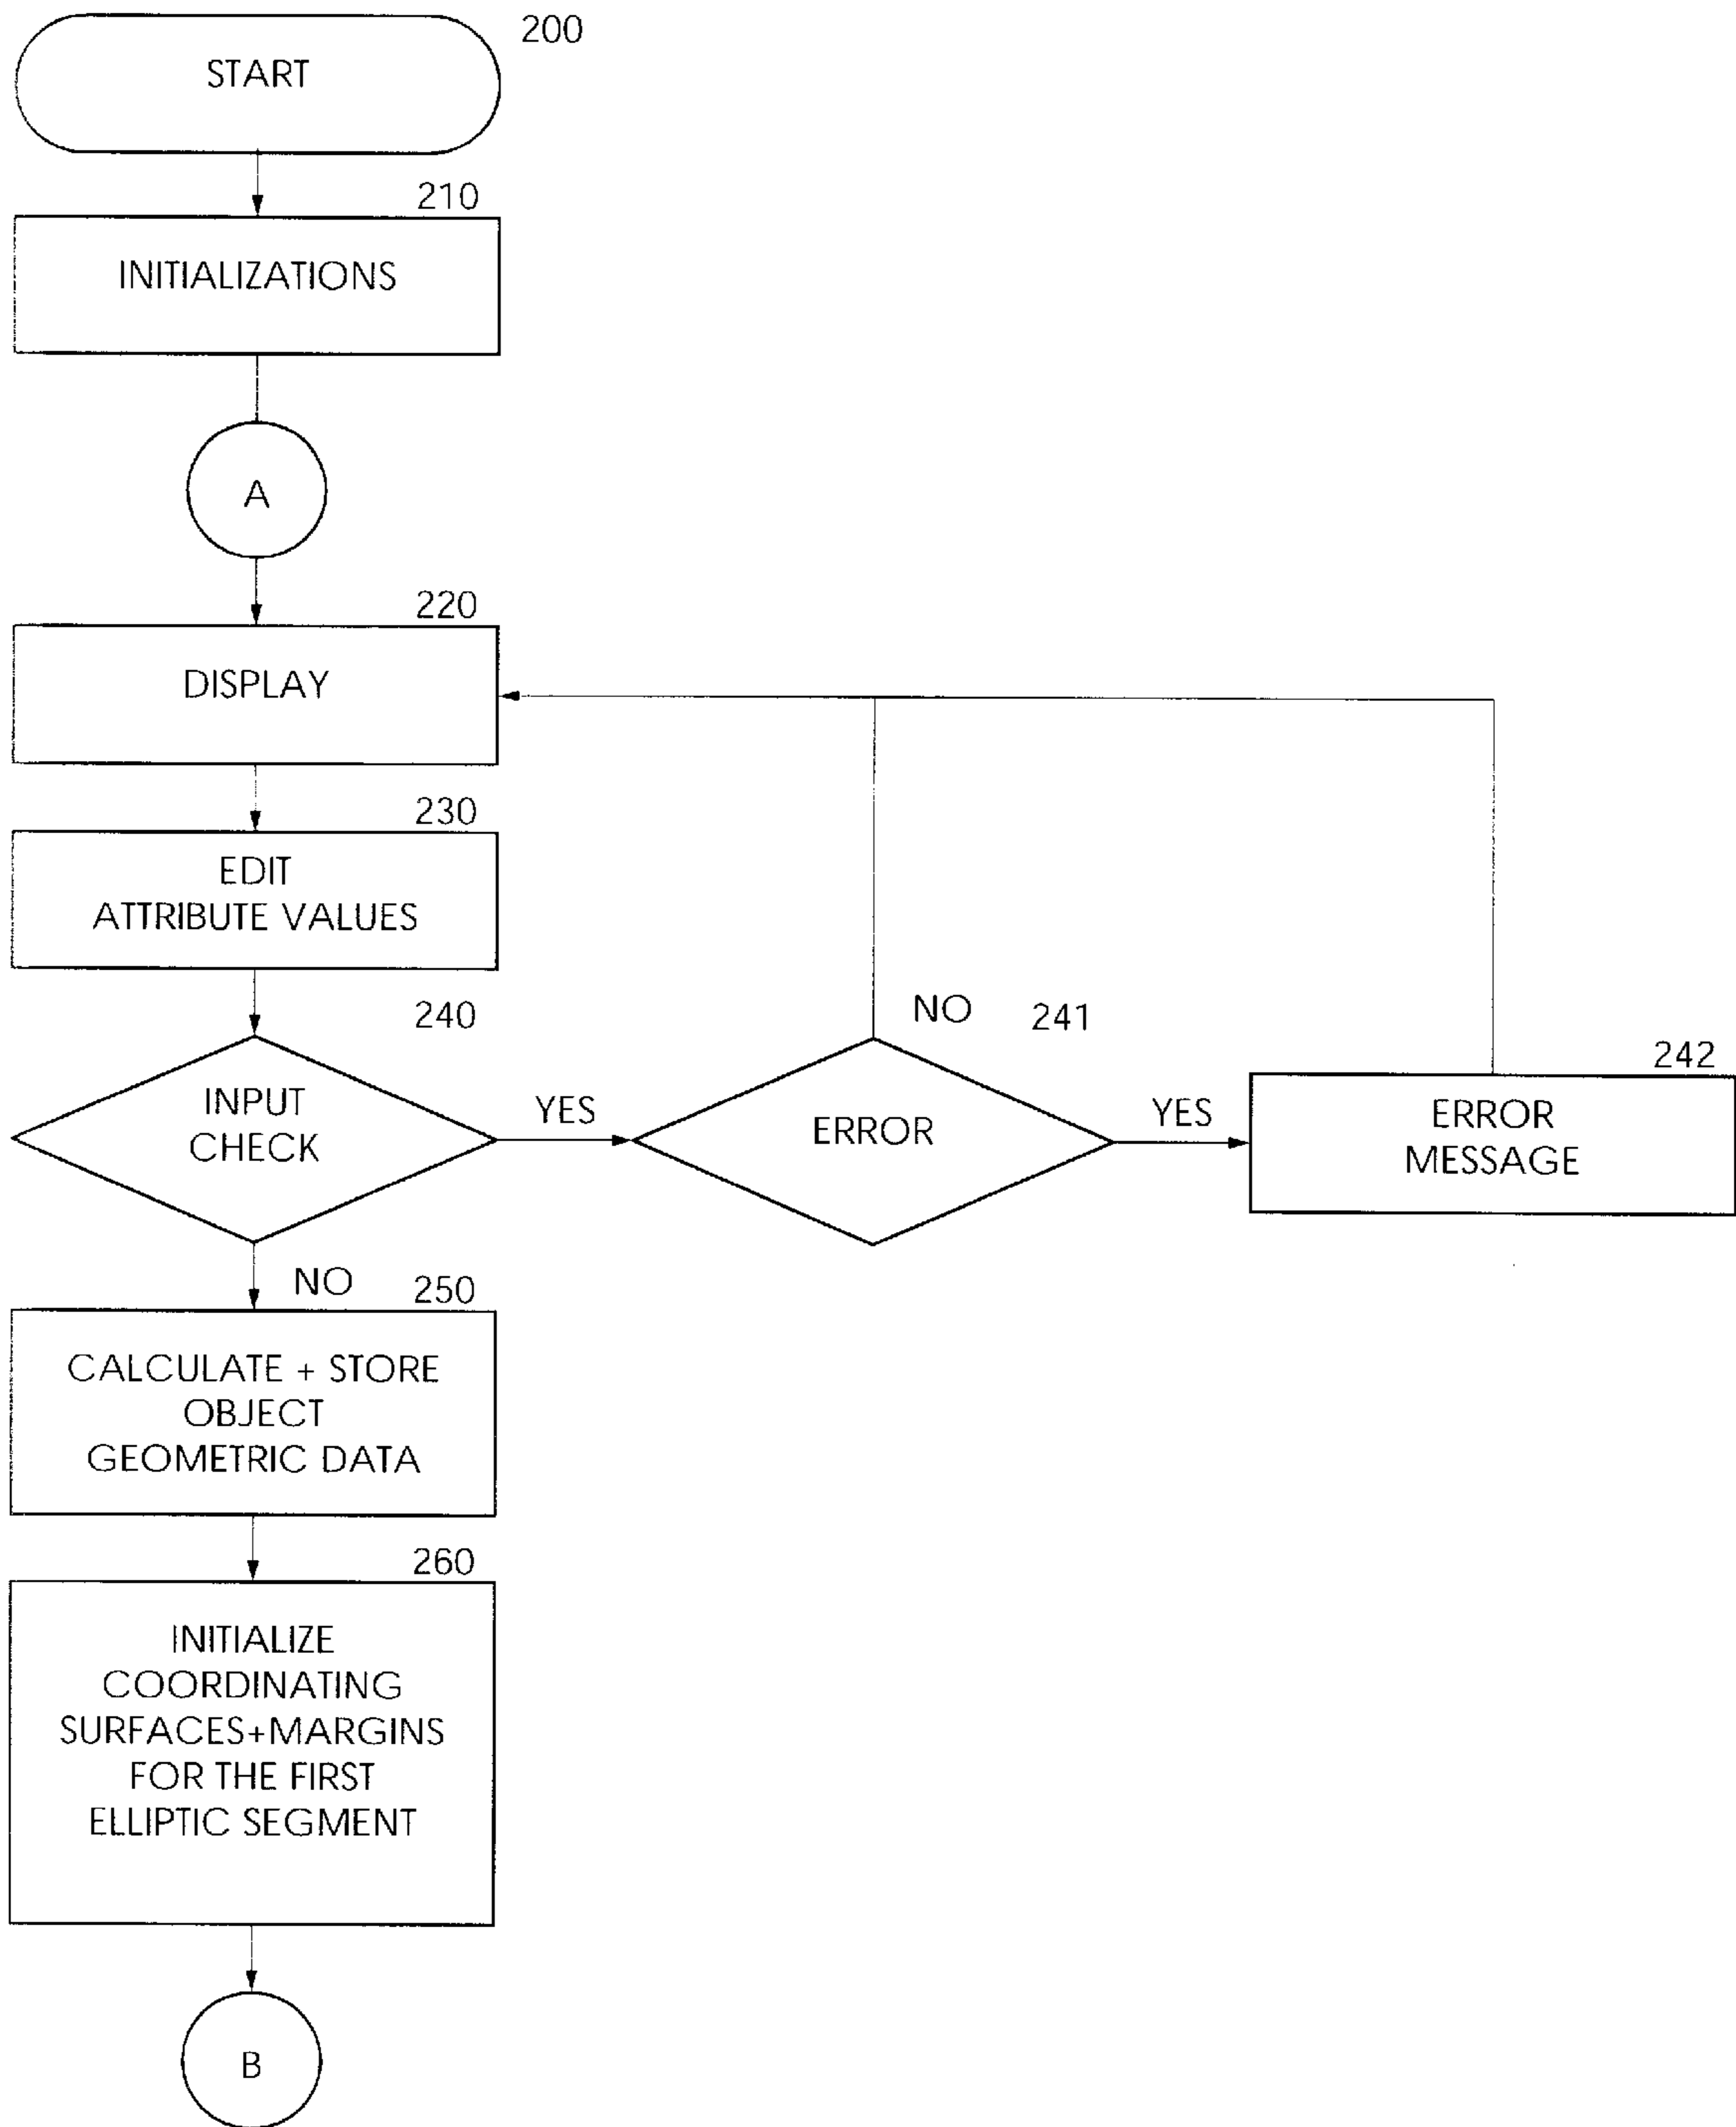 200
START
210
INITIALIZATIONS
A
220
DISPLAY
230
EDIT
ATTRIBUTE VALUES
240
INPUT
CHECK
YES
NO
241
ERROR
YES
242
ERROR
MESSAGE
NO
250
CALCULATE + STORE
OBJECT
GEOMETRIC DATA
260
INITIALIZE
COORDINATING
SURFACES+MARGINS
FOR THE FIRST
ELLIPTIC SEGMENT
B